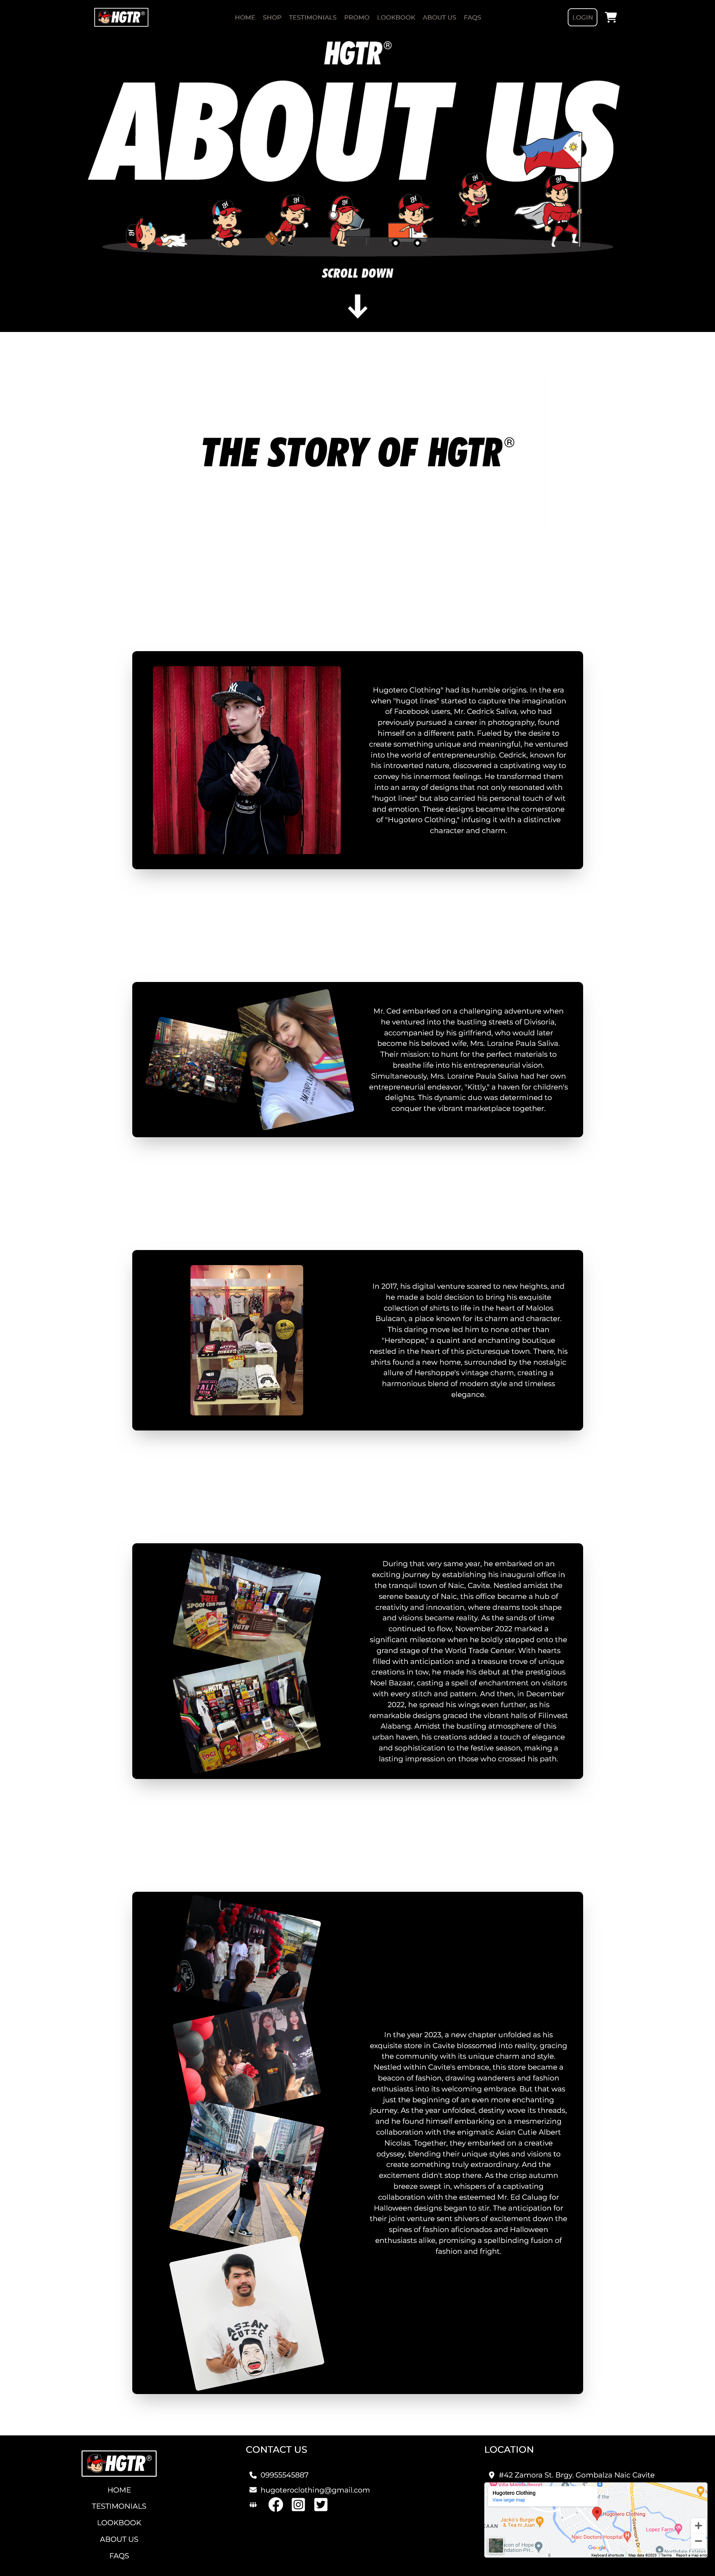 HGTR®
HOME SHOP TESTIMONIALS PROMO LOOKBOOK ABOUT US FAQS
LOGIN
HGTR®
ABOUT US
SCROLL DOWN
THE STORY OF HGTR®
Hugotero Clothing" had its humble origins. In the era
when "hugot lines" started to capture the imagination
of Facebook users, Mr. Cedrick Saliva, who had
previously pursued a career in photography, found
himself on a different path. Fueled by the desire to
create something unique and meaningful, he ventured
into the world of entrepreneurship. Cedrick, known for
his introverted nature, discovered a captivating way to
convey his innermost feelings. He transformed them
into an array of designs that not only resonated with
"hugot lines" but also carried his personal touch of wit
and emotion. These designs became the cornerstone
of "Hugotero Clothing," infusing it with a distinctive
character and charm.
Mr. Ced embarked on a challenging adventure when
he ventured into the bustling streets of Divisoria,
accompanied by his girlfriend, who would later
become his beloved wife, Mrs. Loraine Paula Saliva.
Their mission: to hunt for the perfect materials to
breathe life into his entrepreneurial vision.
Simultaneously, Mrs. Loraine Paula Saliva had her own
entrepreneurial endeavor, "Kittly," a haven for children's
delights. This dynamic duo was determined to
conquer the vibrant marketplace together.
In 2017, his digital venture soared to new heights, and
he made a bold decision to bring his exquisite
collection of shirts to life in the heart of Malolos
Bulacan, a place known for its charm and character.
This daring move led him to none other than
"Hershoppe," a quaint and enchanting boutique
nestled in the heart of this picturesque town. There, his
shirts found a new home, surrounded by the nostalgic
allure of Hershoppe's vintage charm, creating a
harmonious blend of modern style and timeless
elegance.
During that very same year, he embarked on an
exciting journey by establishing his inaugural office in
the tranquil town of Naic, Cavite. Nestled amidst the
serene beauty of Naic, this office became a hub of
creativity and innovation, where dreams took shape
and visions became reality. As the sands of time
continued to flow, November 2022 marked a
significant milestone when he boldly stepped onto the
grand stage of the World Trade Center. With hearts
filled with anticipation and a treasure trove of unique
creations in tow, he made his debut at the prestigious
Noel Bazaar, casting a spell of enchantment on visitors
with every stitch and pattern. And then, in December
2022, he spread his wings even further, as his
remarkable designs graced the vibrant halls of Filinvest
Alabang. Amidst the bustling atmosphere of this
urban haven, his creations added a touch of elegance
and sophistication to the festive season, making a
lasting impression on those who crossed his path.
In the year 2023, a new chapter unfolded as his
exquisite store in Cavite blossomed into reality, gracing
the community with its unique charm and style.
Nestled within Cavite's embrace, this store became a
beacon of fashion, drawing wanderers and fashion
enthusiasts into its welcoming embrace. But that was
just the beginning of an even more enchanting
journey. As the year unfolded, destiny wove its threads,
and he found himself embarking on a mesmerizing
collaboration with the enigmatic Asian Cutie Albert
Nicolas. Together, they embarked on a creative
odyssey, blending their unique styles and visions to
create something truly extraordinary. And the
excitement didn't stop there. As the crisp autumn
breeze swept in, whispers of a captivating
collaboration with the esteemed Mr. Ed Caluag for
Halloween designs began to stir. The anticipation for
their joint venture sent shivers of excitement down the
spines of fashion aficionados and Halloween
enthusiasts alike, promising a spellbinding fusion of
fashion and fright.
ASIAN
CUTIE
HGTR®
HOME
TESTIMONIALS
LOOKBOOK
ABOUT US
FAQS
CONTACT US
09955545887
hugoteroclothing@gmail.com
LOCATION
#42 Zamora St. Brgy. Gombalza Naic Cavite
Hugotero Clothing
View larger map
of the
Jacko's Burger
& Tea n Juan
Hugotero Clothing
Lopez Farm
Naic Doctors Hospital
Icon of Hope
Google
Keyboard shortcuts Map data ©2023 Terms Report a map error